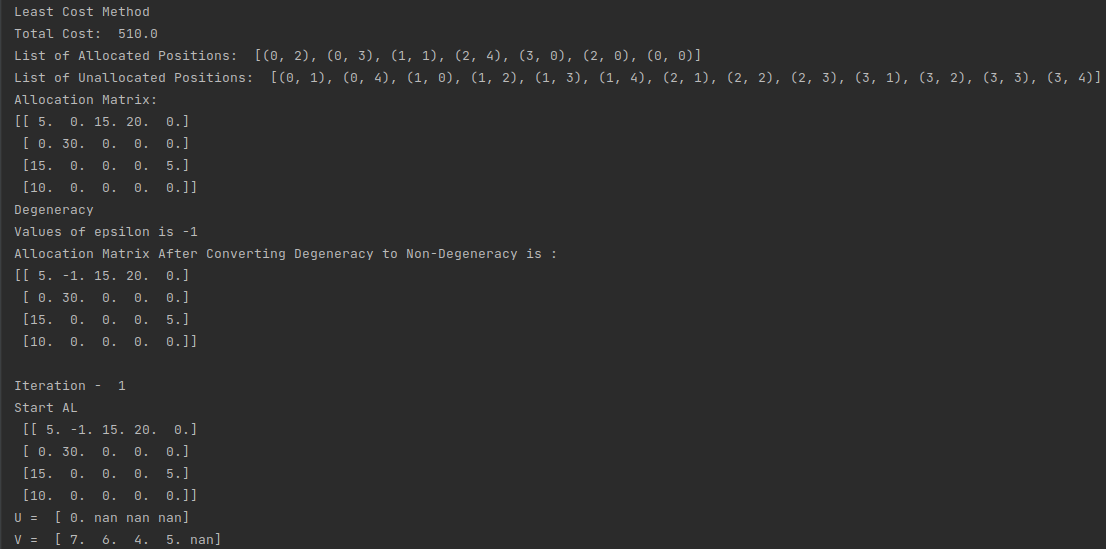 Least Cost Method
Total Cost:  510.0
List of Allocated Positions:  [(0, 2), (0, 3), (1, 1), (2, 4), (3, 0), (2, 0), (0, 0)]
List of Unallocated Positions:  [(0, 1), (0, 4), (1, 0), (1, 2), (1, 3), (1, 4), (2, 1), (2, 2), (2, 3), (3, 1), (3, 2), (3, 3), (3, 4)]
Allocation Matrix:
[[ 5.  0. 15. 20.  0.]
 [ 0. 30.  0.  0.  0.]
 [15.  0.  0.  0.  5.]
 [10.  0.  0.  0.  0.]]
Degeneracy
Values of epsilon is -1
Allocation Matrix After Converting Degeneracy to Non-Degeneracy is :
[[ 5. -1. 15. 20.  0.]
 [ 0. 30.  0.  0.  0.]
 [15.  0.  0.  0.  5.]
 [10.  0.  0.  0.  0.]]

Iteration -  1
Start AL
 [[ 5. -1. 15. 20.  0.]
 [ 0. 30.  0.  0.  0.]
 [15.  0.  0.  0.  5.]
 [10.  0.  0.  0.  0.]]
U =  [ 0. nan nan nan]
V =  [ 7.  6.  4.  5. nan]